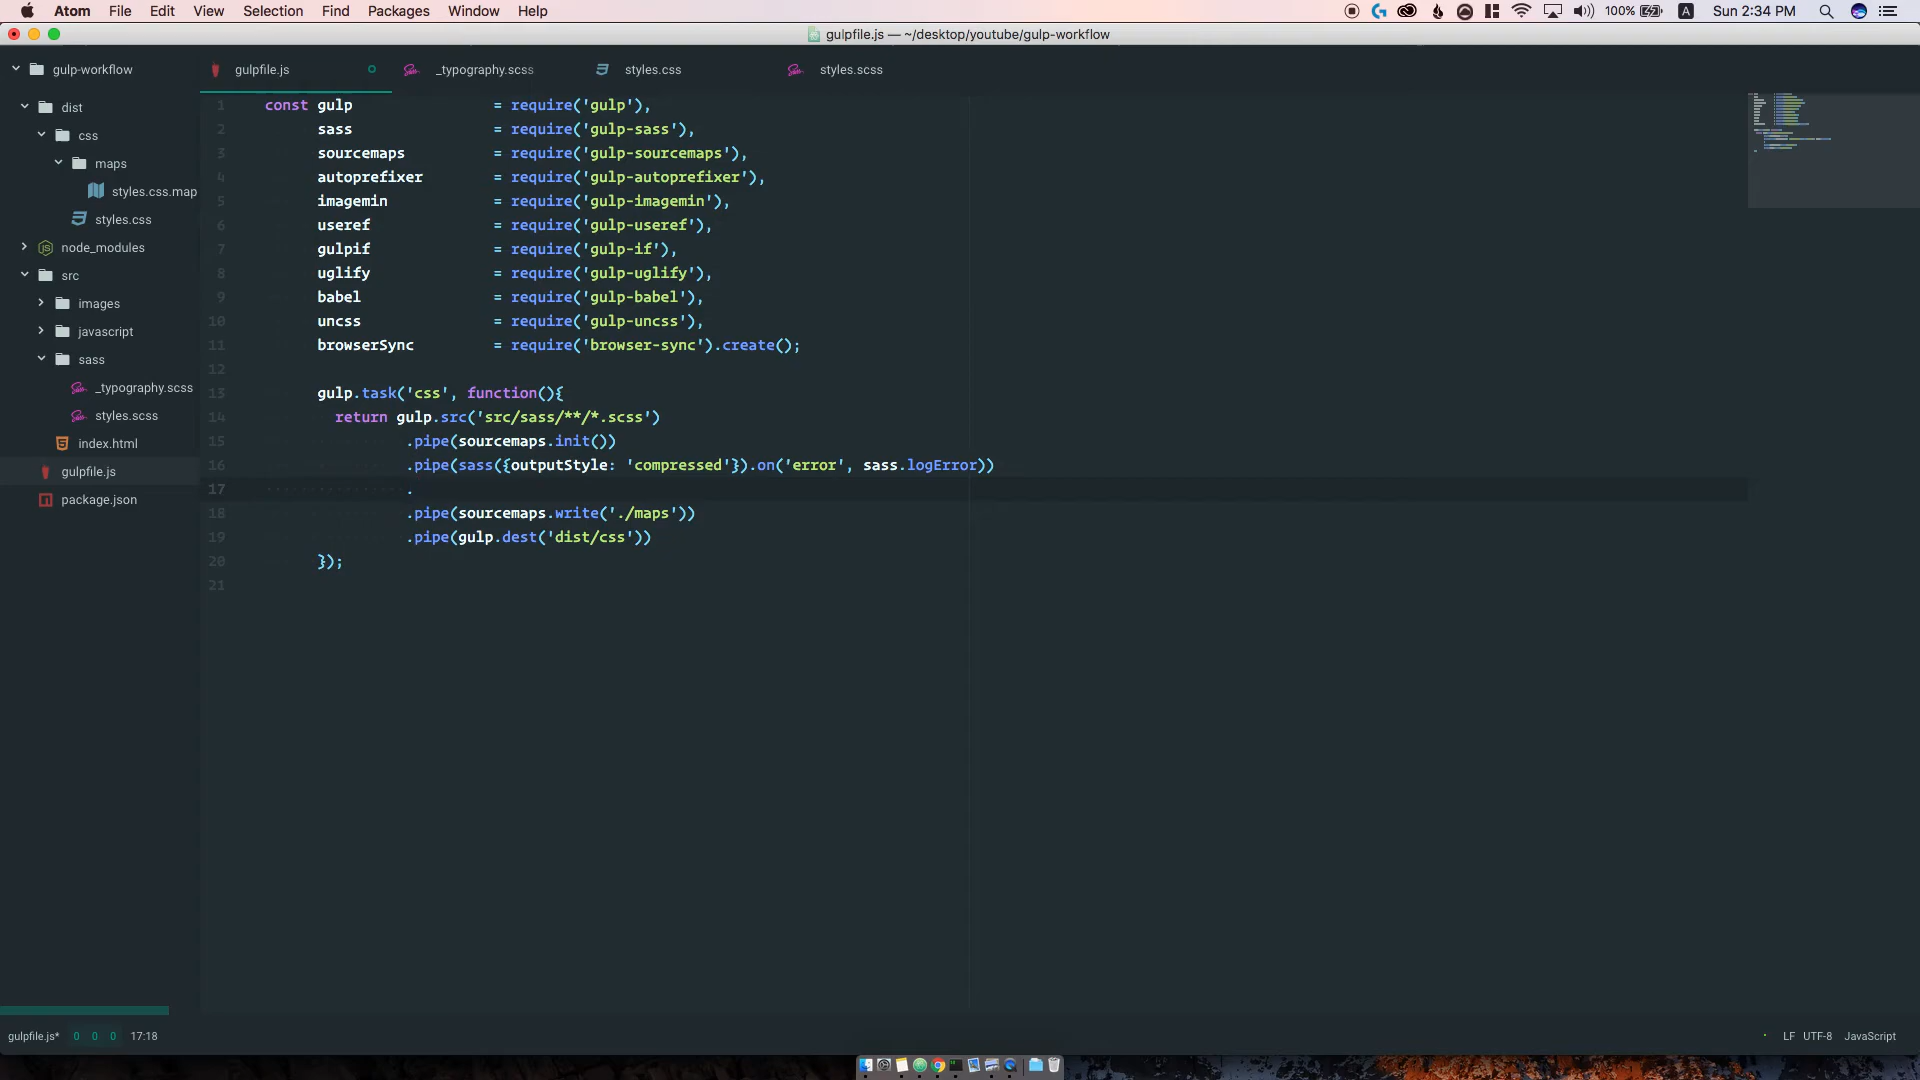 Atom File Edit View Selection Find Packages Window Help 100% A Sun 2:34 PM
gulpfile.js — ~/desktop/youtube/gulp-workflow
gulp-workflow
dist
css
maps
styles.css.map
styles.css
node_modules
src
images
javascript
sass
_typography.scss
styles.scss
index.html
gulpfile.js
package.json
gulpfile.js _typography.scss styles.css styles.scss
1 const gulp = require('gulp'),
2 sass = require('gulp-sass'),
3 sourcemaps = require('gulp-sourcemaps'),
4 autoprefixer = require('gulp-autoprefixer'),
5 imagemin = require('gulp-imagemin'),
6 useref = require('gulp-useref'),
7 gulpif = require('gulp-if'),
8 uglify = require('gulp-uglify'),
9 babel = require('gulp-babel'),
10 uncss = require('gulp-uncss'),
11 browserSync = require('browser-sync').create();
12
13 gulp.task('css', function(){
14 return gulp.src('src/sass/**/*.scss')
15 .pipe(sourcemaps.init())
16 .pipe(sass({outputStyle: 'compressed'}).on('error', sass.logError))
17 .
18 .pipe(sourcemaps.write('./maps'))
19 .pipe(gulp.dest('dist/css'))
20 });
21
gulpfile.js* 0 0 0 17:18 LF UTF-8 JavaScript